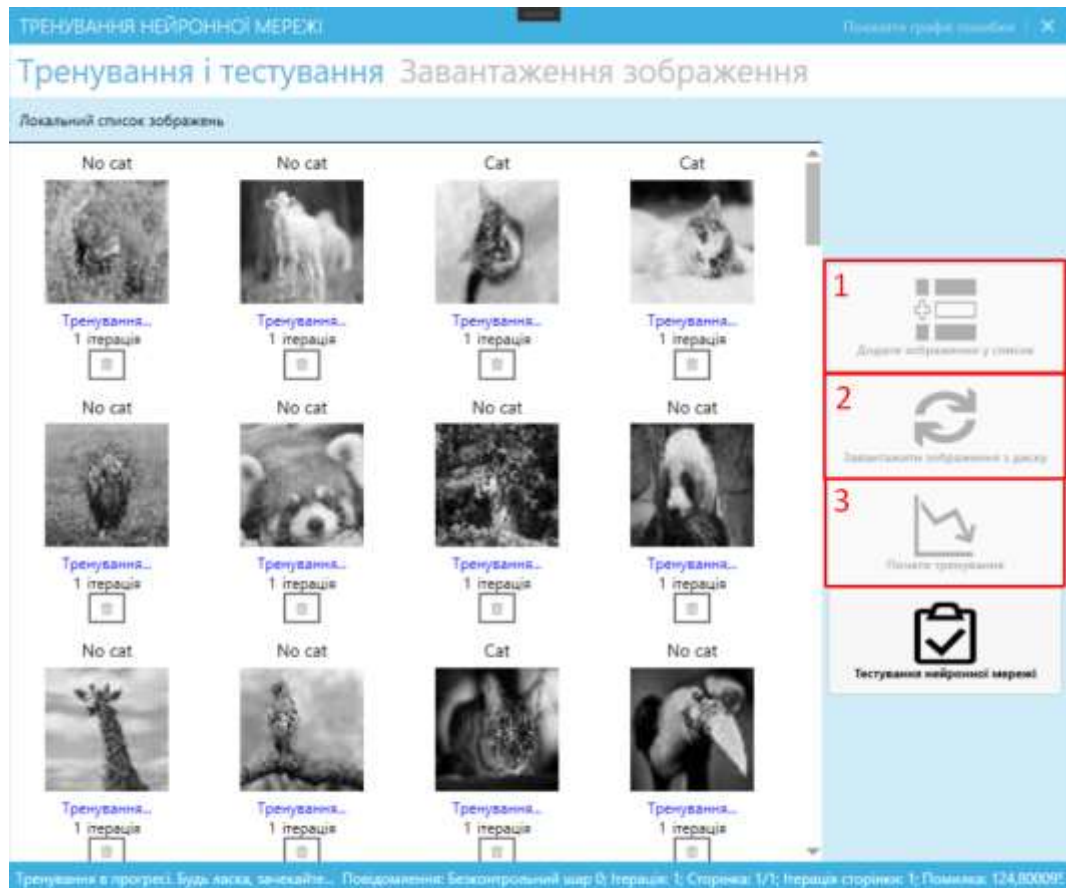 ТРЕНУВАННЯ НЕЙРОННОЇ МЕРЕЖІ
Показати графік помилки
Тренування і тестування Завантаження зображення
Локальний список зображень
No cat No cat Cat Cat
Тренування... Тренування... Тренування... Тренування...
1 ітерація 1 ітерація 1 ітерація 1 ітерація
No cat No cat No cat No cat
Тренування... Тренування... Тренування... Тренування...
1 ітерація 1 ітерація 1 ітерація 1 ітерація
No cat No cat Cat No cat
Тренування... Тренування... Тренування... Тренування...
1 ітерація 1 ітерація 1 ітерація 1 ітерація
1
Додати зображення у список
2
Завантажити зображення з диску
3
Почати тренування
Тестування нейронної мережі
Тренування в прогресі. Будь ласка, зачекайте... Повідомлення: Безконтрольний шар 0; Ітерація: 1; Сторінка: 1/1; Ітерація сторінки: 1; Помилка: 124,80009